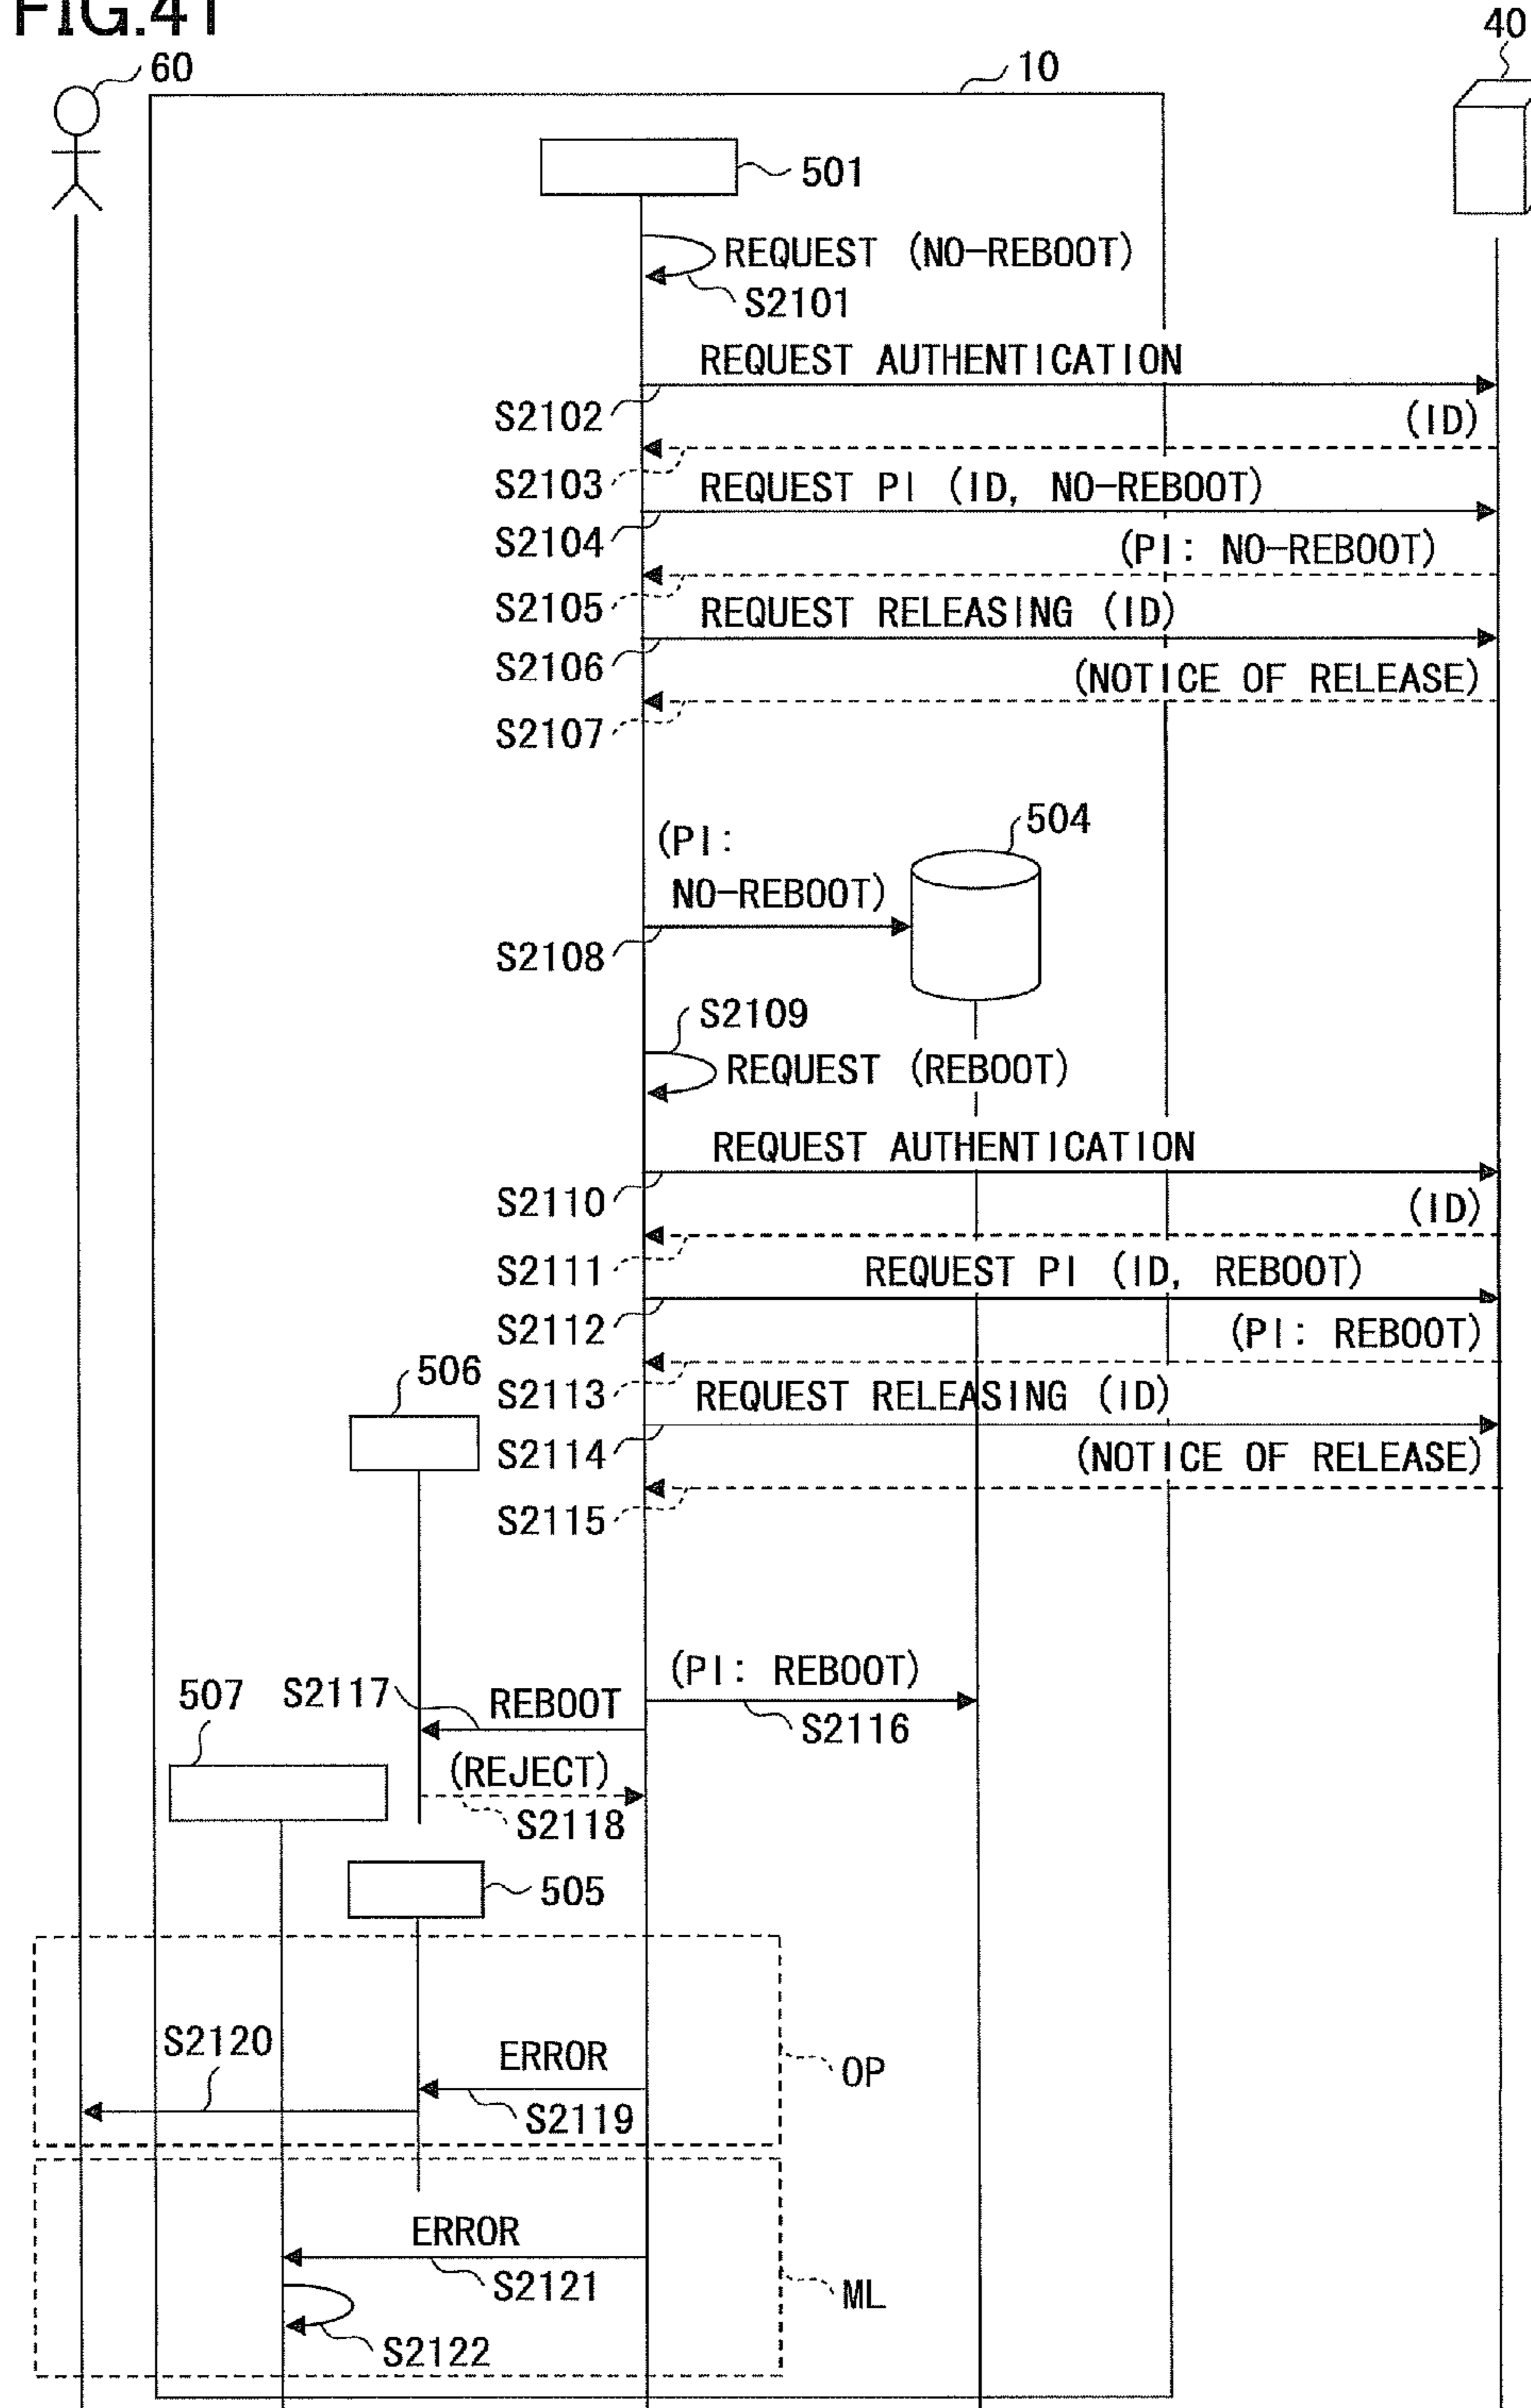 FIG.41
60
10
40
501
REQUEST (NO-REBOOT)
S2101
REQUEST AUTHENTICATION
S2102
(ID)
S2103
REQUEST PI (ID, NO-REBOOT)
S2104
(PI: NO-REBOOT)
S2105
REQUEST RELEASING (ID)
S2106
(NOTICE OF RELEASE)
S2107
504
(PI:
NO-REBOOT)
S2108
S2109
REQUEST (REBOOT)
REQUEST AUTHENTICATION
S2110
(ID)
S2111
REQUEST PI (ID, REBOOT)
S2112
(PI: REBOOT)
506
S2113
REQUEST RELEASING (ID)
S2114
(NOTICE OF RELEASE)
S2115
(PI: REBOOT)
507
S2117
REBOOT
S2116
(REJECT)
S2118
505
S2120
ERROR
OP
S2119
ERROR
S2121
ML
S2122